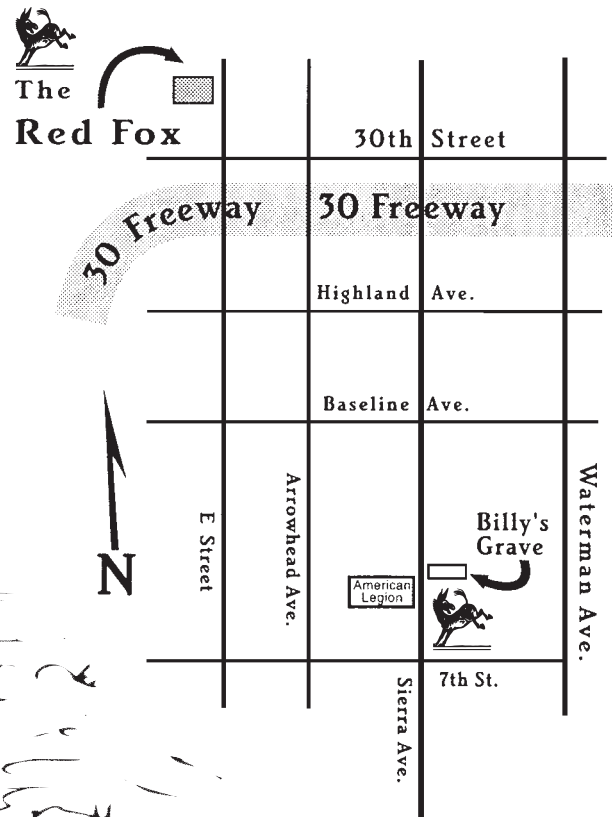 The
Red Fox
30th Street
30 Freeway
30 Freeway
Highland Ave.
Baseline Ave.
E Street
Arrowhead Ave.
Waterman Ave.
Billy's
Grave
American
Legion
N
7th St.
Sierra Ave.